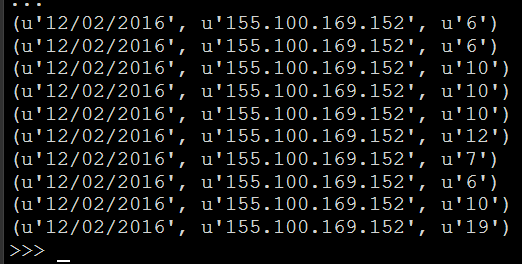 ...
(u'12/02/2016', u'155.100.169.152', u'6')
(u'12/02/2016', u'155.100.169.152', u'6')
(u'12/02/2016', u'155.100.169.152', u'10')
(u'12/02/2016', u'155.100.169.152', u'10')
(u'12/02/2016', u'155.100.169.152', u'10')
(u'12/02/2016', u'155.100.169.152', u'12')
(u'12/02/2016', u'155.100.169.152', u'7')
(u'12/02/2016', u'155.100.169.152', u'6')
(u'12/02/2016', u'155.100.169.152', u'10')
(u'12/02/2016', u'155.100.169.152', u'19')
>>> _